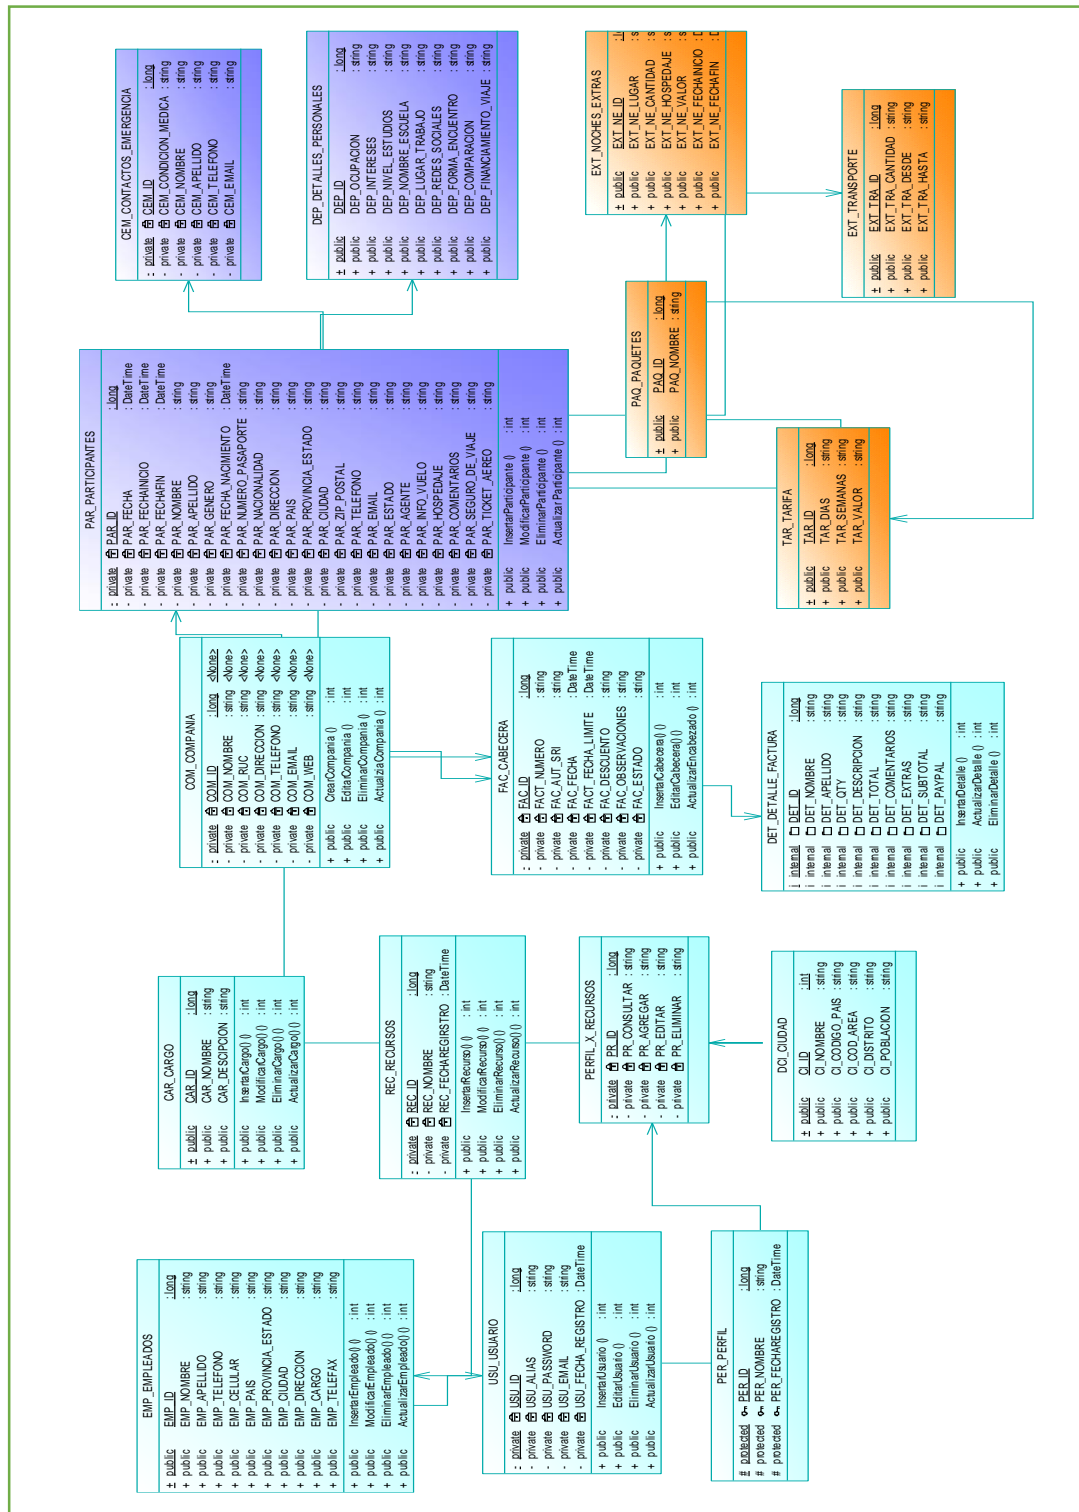 EMP_EMPLEADOS
+ public EMP_ID : long
+ public EMP_NOMBRE : string
+ public EMP_APELLIDO : string
+ public EMP_TELEFONO : string
+ public EMP_CELULAR : string
+ public EMP_PAIS : string
+ public EMP_PROVINCIA_ESTADO : string
+ public EMP_CIUDAD : string
+ public EMP_DIRECCION : string
+ public EMP_CARGO : string
+ public EMP_TELEFAX : string
+ public InsertarEmpleado() () : int
+ public ModificarEmpleado() () : int
+ public EliminarEmpleado() () : int
+ public ActualizarEmpleado() () : int
CAR_CARGO
+ public CAR_ID : long
+ public CAR_NOMBRE : string
+ public CAR_DESCIPCION : string
+ public InsertarCargo() () : int
+ public ModificarCargo() () : int
+ public EliminarCargo() () : int
+ public ActualizarCargo() () : int
COM_COMPANIA
- private COM_ID : long <None>
- private COM_NOMBRE : string <None>
- private COM_RUC : string <None>
- private COM_DIRECCION : string <None>
- private COM_TELEFONO : string <None>
- private COM_EMAIL : string <None>
- private COM_WEB : string <None>
+ public CrearCompania () : int
+ public EditarCompania () : int
+ public EliminarCompania () : int
+ public ActualziaCompania () : int
PAR_PARTICIPANTES
- private PAR_ID : long
- private PAR_FECHA : DateTime
- private PAR_FECHAINICIO : DateTime
- private PAR_FECHAFIN : DateTime
- private PAR_NOMBRE : string
- private PAR_APELLIDO : string
- private PAR_GENERO : string
- private PAR_FECHA_NACIMIENTO : DateTime
- private PAR_NUMERO_PASAPORTE : string
- private PAR_NACIONALIDAD : string
- private PAR_DIRECCION : string
- private PAR_PAIS : string
- private PAR_PROVINCIA_ESTADO : string
- private PAR_CIUDAD : string
- private PAR_ZIP_POSTAL : string
- private PAR_TELEFONO : string
- private PAR_EMAIL : string
- private PAR_ESTADO : string
- private PAR_AGENTE : string
- private PAR_INFO_VUELO : string
- private PAR_HOSPEDAJE : string
- private PAR_COMENTARIOS : string
- private PAR_SEGURO_DE_VIAJE : string
- private PAR_TICKET_AEREO : string
+ public InsertarParticipante () : int
+ public ModificarParticipante () : int
+ public EliminarParticipante () : int
+ public ActualizarParticipante () : int
CEM_CONTACTOS_EMERGENCIA
- private CEM_ID : long
- private CEM_CONDICION_MEDICA : string
- private CEM_NOMBRE : string
- private CEM_APELLIDO : string
- private CEM_TELEFONO : string
- private CEM_EMAIL : string
DEP_DETALLES_PERSONALES
+ public DEP_ID : long
+ public DEP_OCUPACION : string
+ public DEP_INTERESES : string
+ public DEP_NIVEL_ESTUDIOS : string
+ public DEP_NOMBRE_ESCUELA : string
+ public DEP_LUGAR_TRABAJO : string
+ public DEP_REDES_SOCIALES : string
+ public DEP_FORMA_ENCUENTRO : string
+ public DEP_COMPARACION : string
+ public DEP_FINANCIAMIENTO_VIAJE : string
REC_RECURSOS
- private REC_ID : long
- private REC_NOMBRE : string
- private REC_FECHAREGIRSTRO : DateTime
+ public InsertarRecurso() () : int
+ public ModificarRecurso() () : int
+ public EliminarRecurso() () : int
+ public ActualizarRecurso() () : int
USU_USUARIO
- private USU_ID : long
- private USU_ALIAS : string
- private USU_PASSWORD : string
- private USU_EMAIL : string
- private USU_FECHA_REGISTRO : DateTime
+ public InsertarUsuario () : int
+ public EditarUsuario () : int
+ public EliminarUsuario () : int
+ public ActualizarUsuario () : int
FAC_CABECERA
- private FAC_ID : long
- private FACT_NUMERO : string
- private FAC_AUT_SRI : string
- private FAC_FECHA : DateTime
- private FACT_FECHA_LIMITE : DateTime
- private FAC_DESCUENTO : string
- private FAC_OBSERVACIONES : string
- private FAC_ESTADO : string
+ public InsertarCabecera() () : int
+ public EditarCabecera() () : int
+ public ActualizarEncabezado () : int
PERFIL_X_RECURSOS
- private PR_ID : long
- private PR_CONSULTAR : string
- private PR_AGREGAR : string
- private PR_EDITAR : string
- private PR_ELIMINAR : string
EXT_NOCHES_EXTRAS
+ public EXT_NE_ID : l
+ public EXT_NE_LUGAR : s
+ public EXT_NE_CANTIDAD : s
+ public EXT_NE_HOSPEDAJE : s
+ public EXT_NE_VALOR : s
+ public EXT_NE_FECHAINICIO : D
+ public EXT_NE_FECHAFIN : D
PAQ_PAQUETES
+ public PAQ_ID : long
+ public PAQ_NOMBRE : string
PER_PERFIL
# protected PER_ID : long
# protected PER_NOMBRE : string
# protected PER_FECHAREGISTRO : DateTime
DCI_CIUDAD
+ public CI_ID : int
+ public CI_NOMBRE : string
+ public CI_CODIGO_PAIS : string
+ public CI_COD_AREA : string
+ public CI_DISTRITO : string
+ public CI_POBLACION : string
DET_DETALLE_FACTURA
i internal DET_ID : long
i internal DET_NOMBRE : string
i internal DET_APELLIDO : string
i internal DET_QTY : string
i internal DET_DESCRIPCION : string
i internal DET_TOTAL : string
i internal DET_COMENTARIOS : string
i internal DET_EXTRAS : string
i internal DET_SUBTOTAL : string
i internal DET_PAYPAL : string
+ public InsertarDetalle () : int
+ public ActualizarDetalle () : int
+ public EliminarDetalle () : int
TAR_TARIFA
+ public TAR_ID : long
+ public TAR_DIAS : string
+ public TAR_SEMANAS : string
+ public TAR_VALOR : string
EXT_TRANSPORTE
+ public EXT_TRA_ID : long
+ public EXT_TRA_CANTIDAD : string
+ public EXT_TRA_DESDE : string
+ public EXT_TRA_HASTA : string